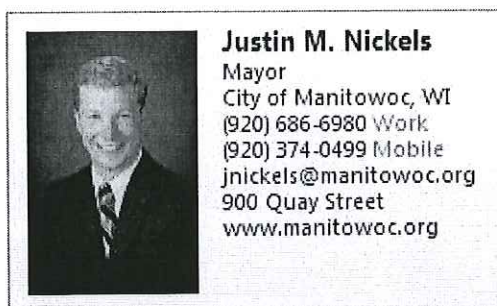 Justin M. Nickels
Mayor
City of Manitowoc, WI
(920) 686-6980 Work
(920) 374-0499 Mobile
jnickels@manitowoc.org
900 Quay Street
www.manitowoc.org